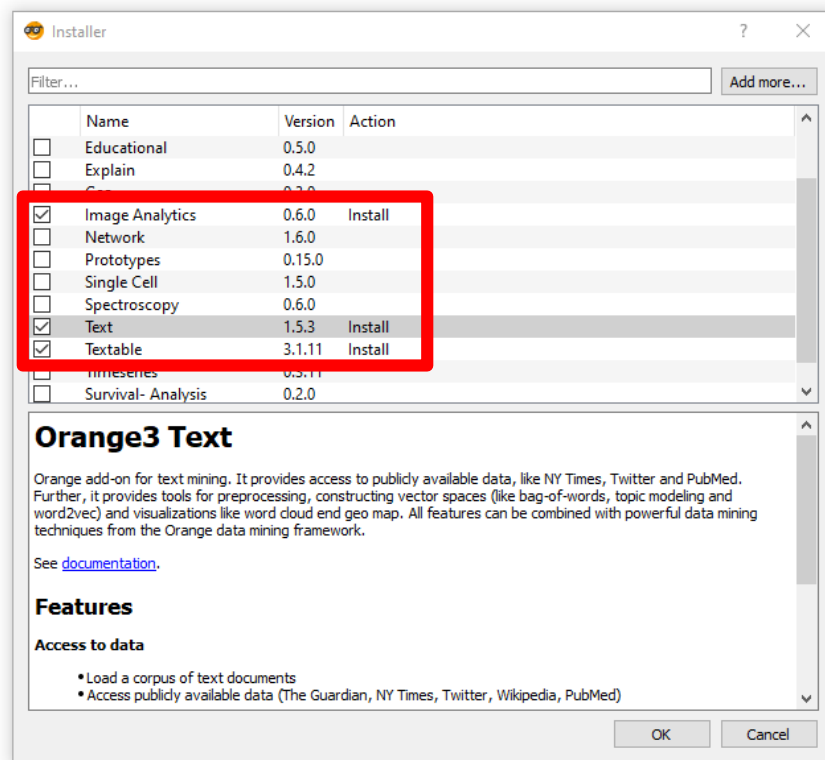 Installer
Filter...
Add more...
Name Version Action
Educational 0.5.0
Explain 0.4.2
Image Analytics 0.6.0 Install
Network 1.6.0
Prototypes 0.15.0
Single Cell 1.5.0
Spectroscopy 0.6.0
Text 1.5.3 Install
Textable 3.1.11 Install
Timeseries 0.3.11
Survival- Analysis 0.2.0
Orange3 Text
Orange add-on for text mining. It provides access to publicly available data, like NY Times, Twitter and PubMed.
Further, it provides tools for preprocessing, constructing vector spaces (like bag-of-words, topic modeling and
word2vec) and visualizations like word cloud end geo map. All features can be combined with powerful data mining
techniques from the Orange data mining framework.
See documentation.
Features
Access to data
•Load a corpus of text documents
•Access publicly available data (The Guardian, NY Times, Twitter, Wikipedia, PubMed)
OK Cancel